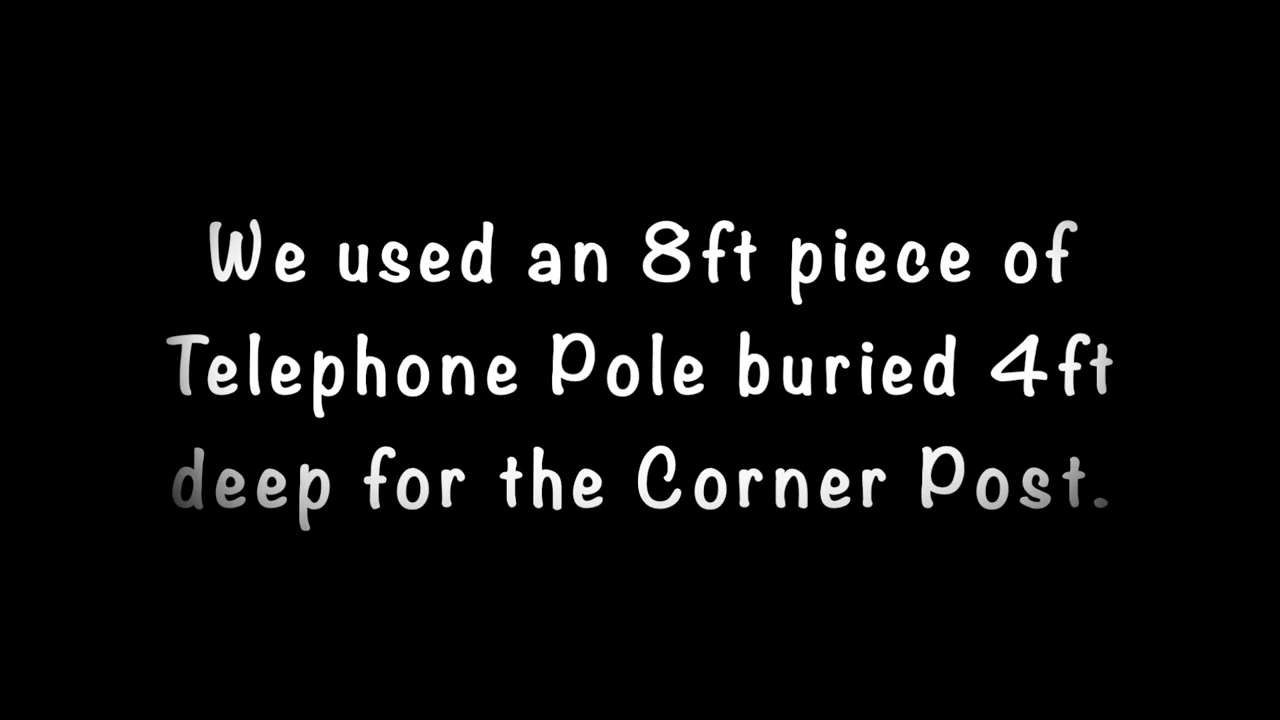 We used an 8ft piece of
Telephone Pole buried 4ft
deep for the Corner Post.